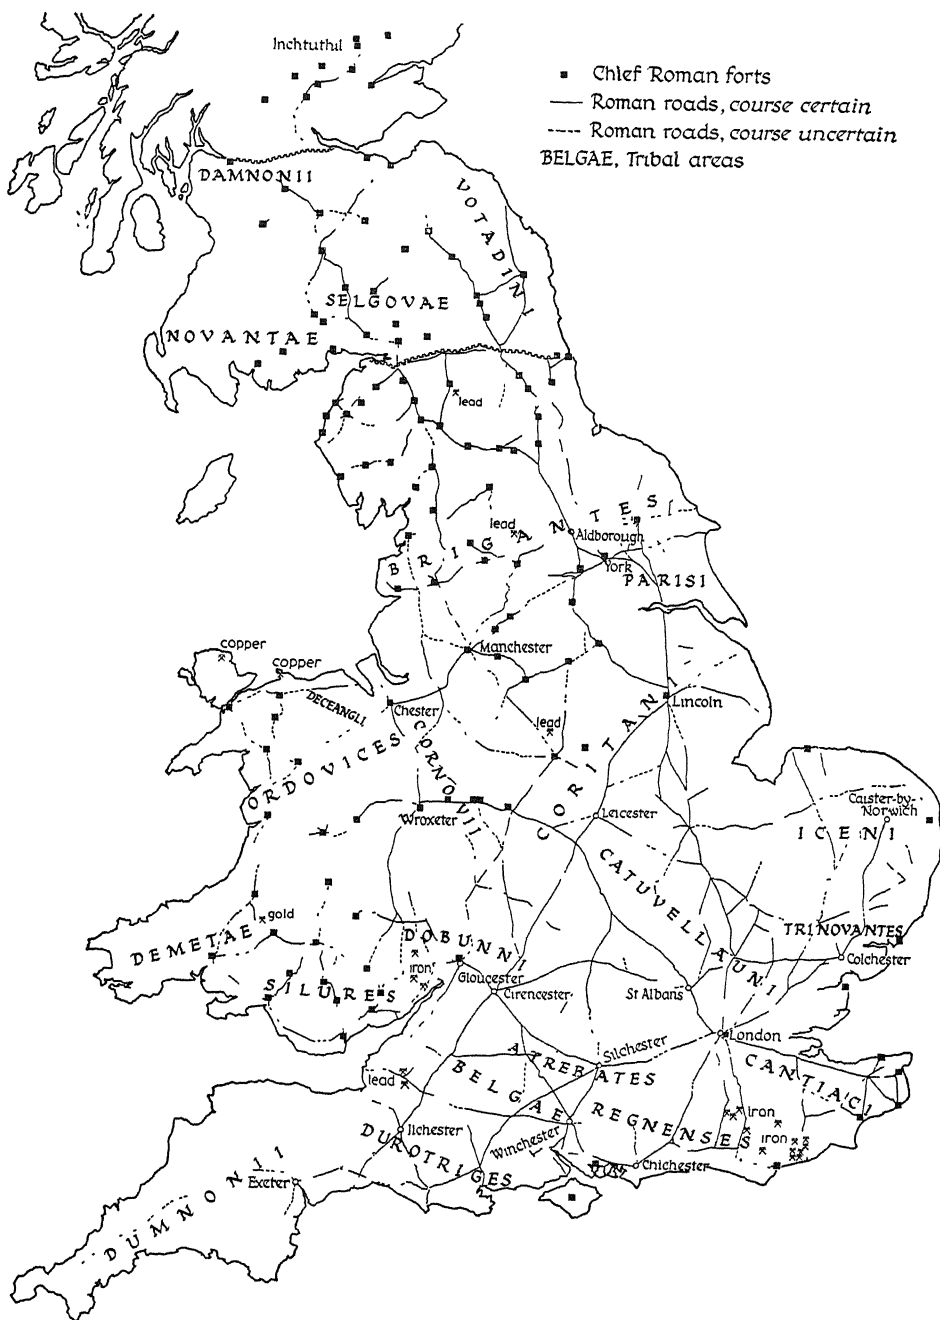 Inchtuthil
Chief Roman forts
Roman roads, course certain
Roman roads, course uncertain
BELGAE, Tribal areas
DAMNONII
VOTADINI
SELGOVAE
NOVANTAE
lead
BRIGANTES
lead
Aldborough
York
PARISI
copper
copper
Manchester
DECEANGLI
Chester
Lincoln
lead
ORDOVICES
CORNOVII
CORITANI
Wroxeter
Leicester
Caister-by-
Norwich
ICENI
CATUVELLAUNI
gold
DEMETAE
DOBUNNI
TRINOVANTES
Colchester
iron
Gloucester
SILURES
Cirencester
St Albans
London
Silchester
ATREBATES
CANTIACI
lead
BELGAE
REGNENSES
iron
iron
Ilchester
Winchester
DUROTRIGES
Chichester
Exeter
DUMNONII